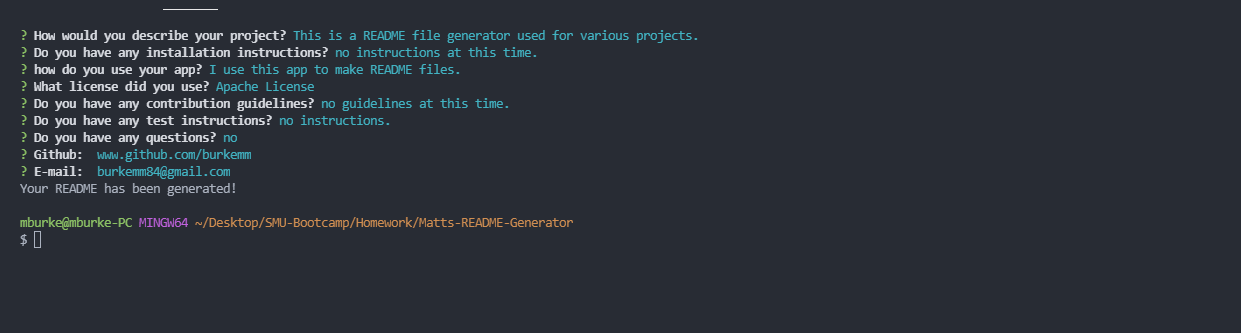 ? How would you describe your project? This is a README file generator used for various projects.
? Do you have any installation instructions? no instructions at this time.
? how do you use your app? I use this app to make README files.
? What license did you use? Apache License
? Do you have any contribution guidelines? no guidelines at this time.
? Do you have any test instructions? no instructions.
? Do you have any questions? no
? Github:  www.github.com/burkemm
? E-mail:  burkemm84@gmail.com
Your README has been generated!
mburke@mburke-PC MINGW64 ~/Desktop/SMU-Bootcamp/Homework/Matts-README-Generator
$